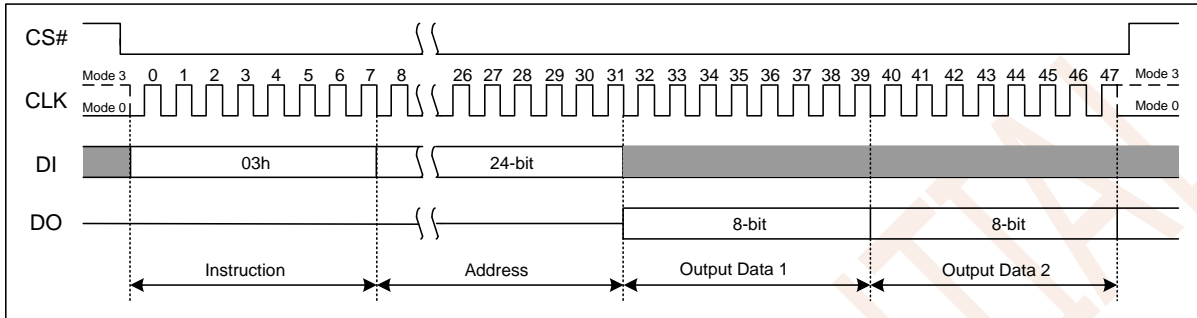 CS#
Mode 3 0 1 2 3 4 5 6 7 8 26 27 28 29 30 31 32 33 34 35 36 37 38 39 40 41 42 43 44 45 46 47 Mode 3
CLK
Mode 0 Mode 0
DI 03h 24-bit
DO 8-bit 8-bit
Instruction Address Output Data 1 Output Data 2